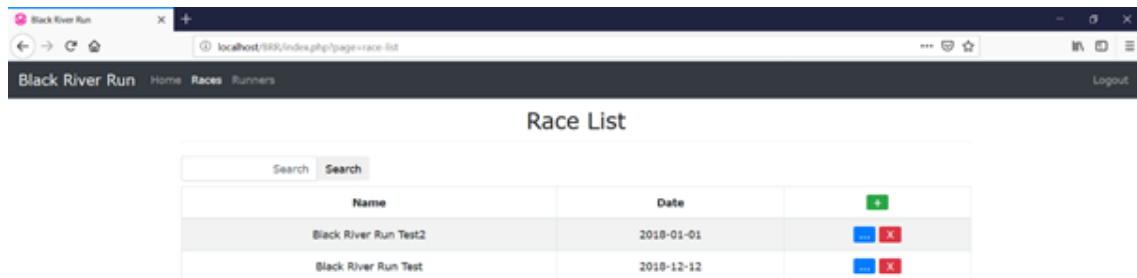 Black River Run
localhost/BRR/index.php?page=race-list
Black River Run Home Races Runners Logout
Race List
Search Search
Name Date +
Black River Run Test2 2018-01-01 ... X
Black River Run Test 2018-12-12 ... X